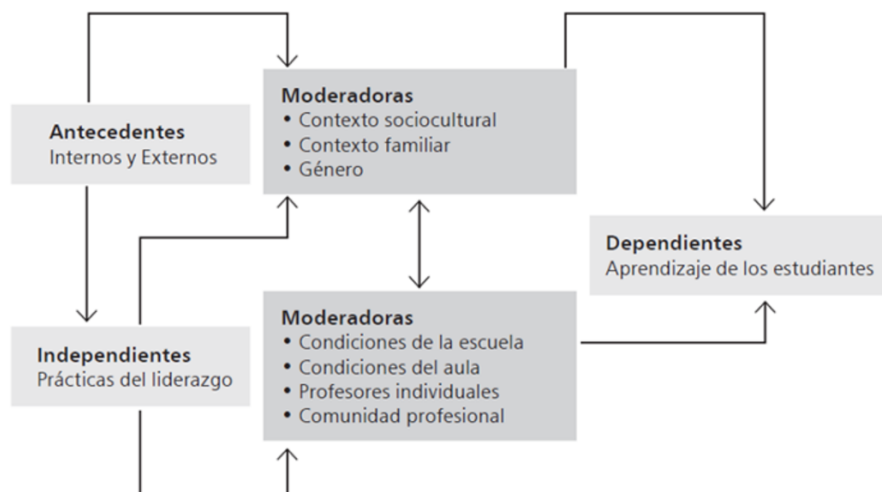 Antecedentes
Internos y Externos
Moderadoras
• Contexto sociocultural
• Contexto familiar
• Género
Independientes
Prácticas del liderazgo
Moderadoras
• Condiciones de la escuela
• Condiciones del aula
• Profesores individuales
• Comunidad profesional
Dependientes
Aprendizaje de los estudiantes